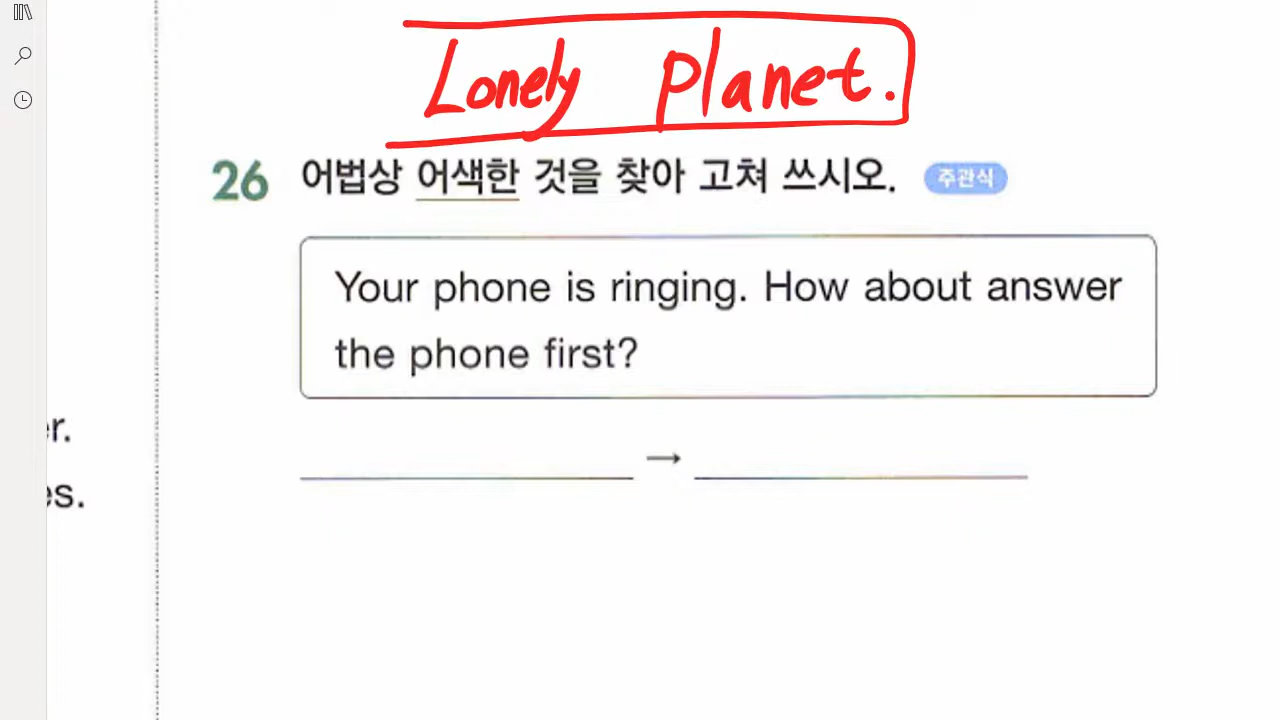 Lonely Planet.
26 어법상 어색한 것을 찾아 고쳐 쓰시오. 주관식
Your phone is ringing. How about answer
the phone first?
→
r.
es.